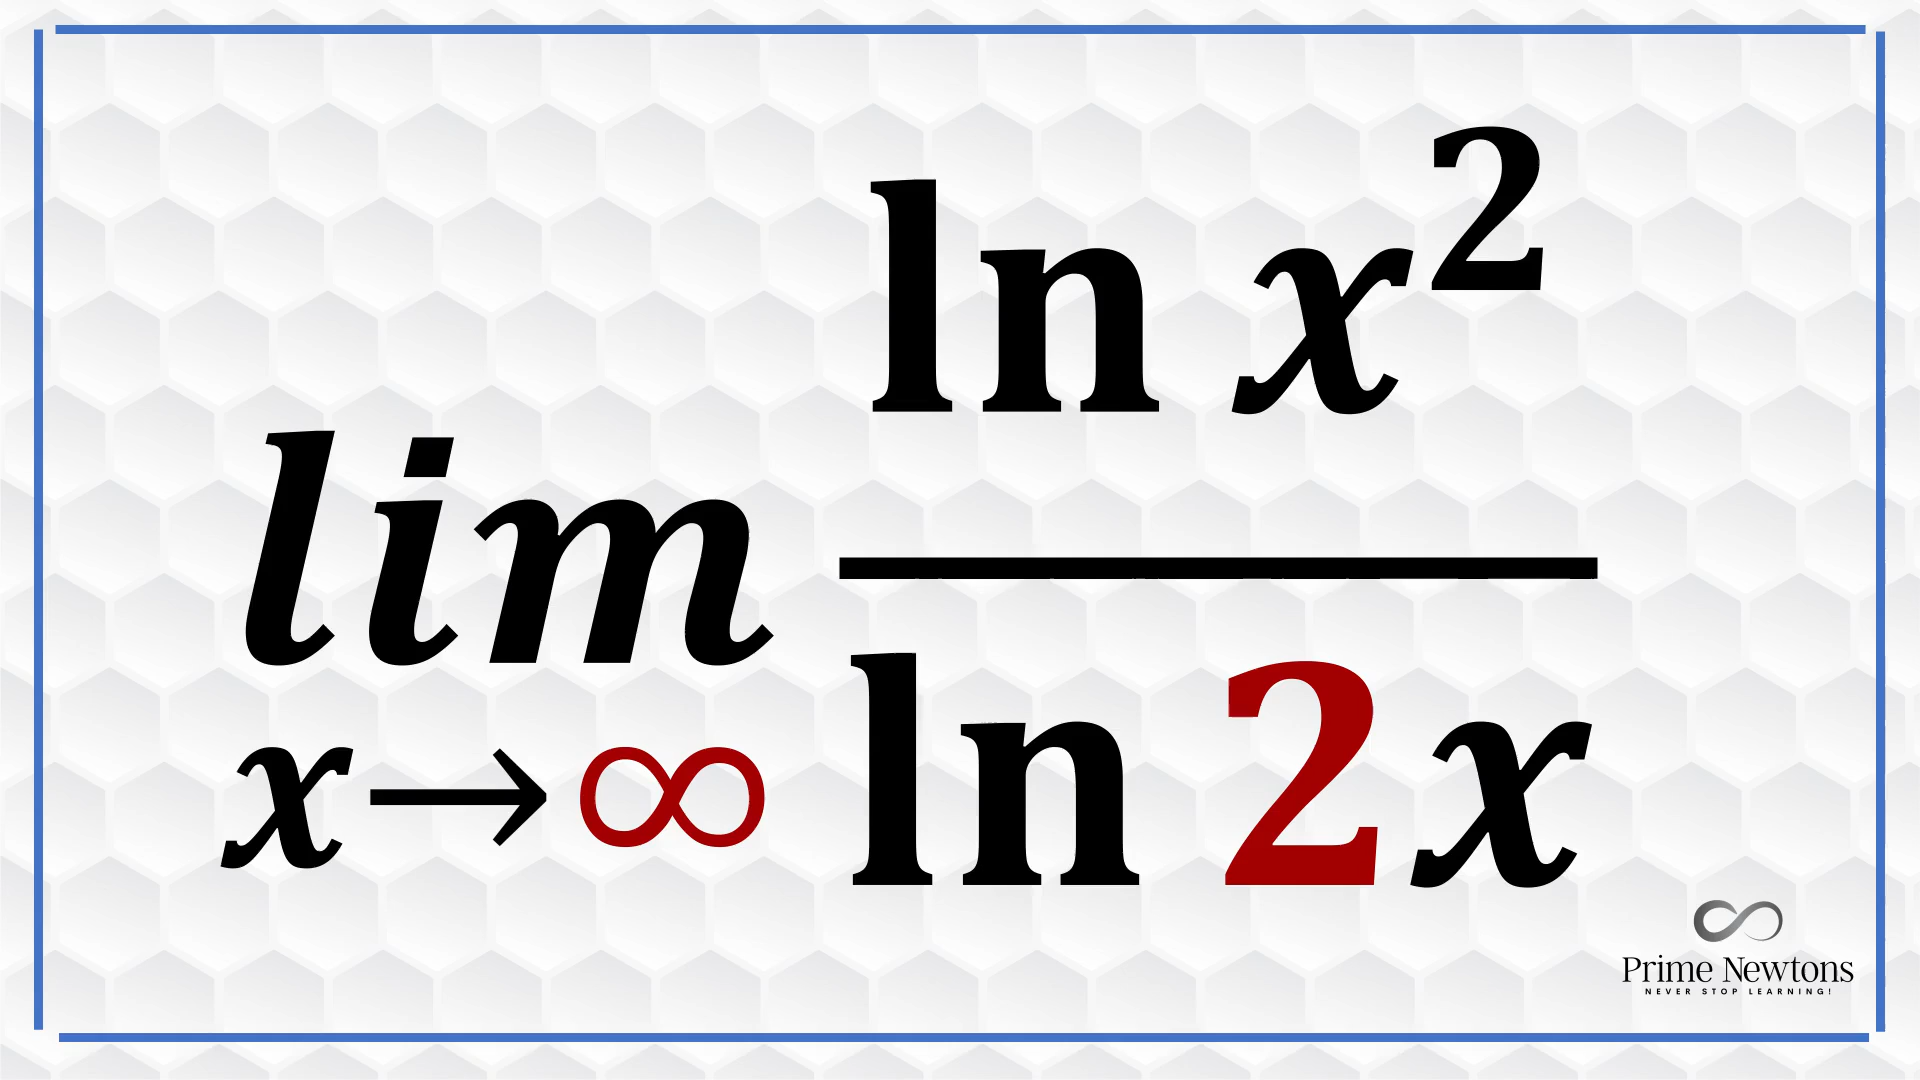 lim ln x²
x→∞ ln 2x
Prime Newtons
NEVER STOP LEARNING!